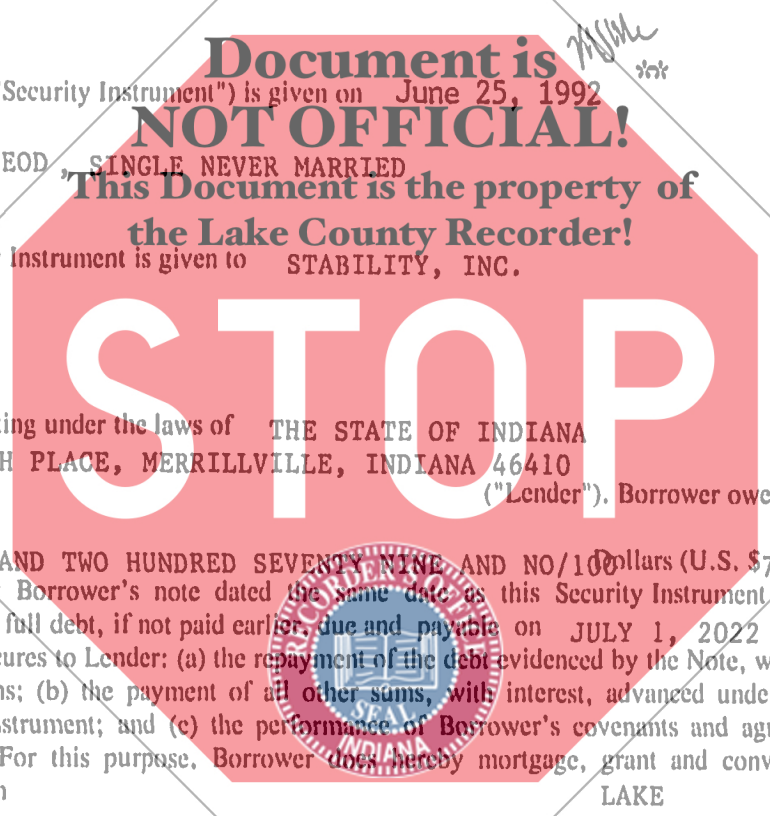 Document is
Security Instrument") is given on June 25, 1992
NOT OFFICIAL!
EOD , SINGLE NEVER MARRIED
This Document is the property of
the Lake County Recorder!
Instrument is given to STABILITY, INC.
STOP
ing under the laws of THE STATE OF INDIANA
H PLACE, MERRILLVILLE, INDIANA 46410
("Lender"). Borrower owe
AND TWO HUNDRED SEVENTY NINE AND NO/100 Dollars (U.S. $7
Borrower's note dated the same date as this Security Instrument
full debt, if not paid earlier, due and payable on JULY 1, 2022
cures to Lender: (a) the repayment of the debt evidenced by the Note, w
ns; (b) the payment of all other sums, with interest, advanced unde
strument; and (c) the performance of Borrower's covenants and agr
For this purpose, Borrower does hereby mortgage, grant and conv
LAKE
RECORDER'S OFFICE
SEAL
INDIANA